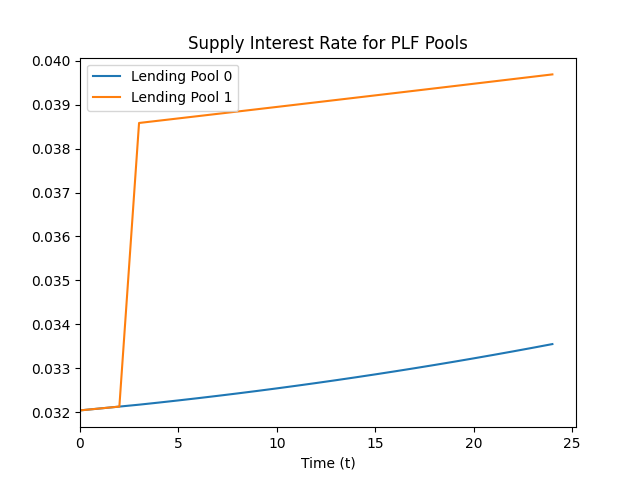 Supply Interest Rate for PLF Pools
Lending Pool 0
Lending Pool 1
0.040
0.039
0.038
0.037
0.036
0.035
0.034
0.033
0.032
0 5 10 15 20 25
Time (t)